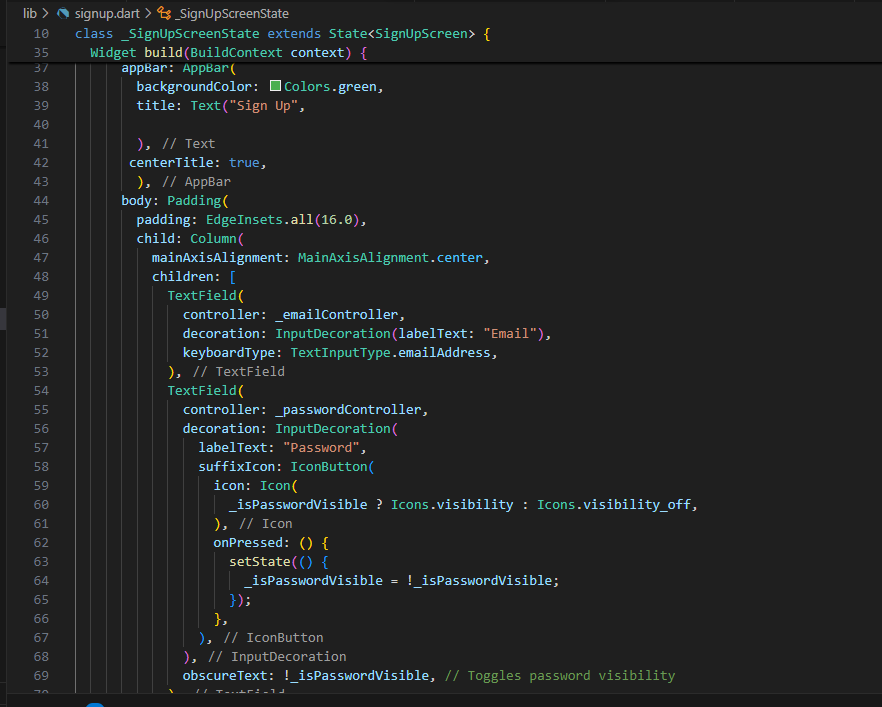 lib > signup.dart > _SignUpScreenState
10 class _SignUpScreenState extends State<SignUpScreen> {
35   Widget build(BuildContext context) {
37       appBar: AppBar(
38         backgroundColor: Colors.green,
39         title: Text("Sign Up",
40
41         ), // Text
42        centerTitle: true,
43         ), // AppBar
44       body: Padding(
45         padding: EdgeInsets.all(16.0),
46         child: Column(
47           mainAxisAlignment: MainAxisAlignment.center,
48           children: [
49             TextField(
50               controller: _emailController,
51               decoration: InputDecoration(labelText: "Email"),
52               keyboardType: TextInputType.emailAddress,
53             ), // TextField
54             TextField(
55               controller: _passwordController,
56               decoration: InputDecoration(
57                 labelText: "Password",
58                 suffixIcon: IconButton(
59                   icon: Icon(
60                     _isPasswordVisible ? Icons.visibility : Icons.visibility_off,
61                   ), // Icon
62                   onPressed: () {
63                     setState(() {
64                       _isPasswordVisible = !_isPasswordVisible;
65                     });
66                   },
67                 ), // IconButton
68               ), // InputDecoration
69               obscureText: !_isPasswordVisible, // Toggles password visibility
70             ), // TextField